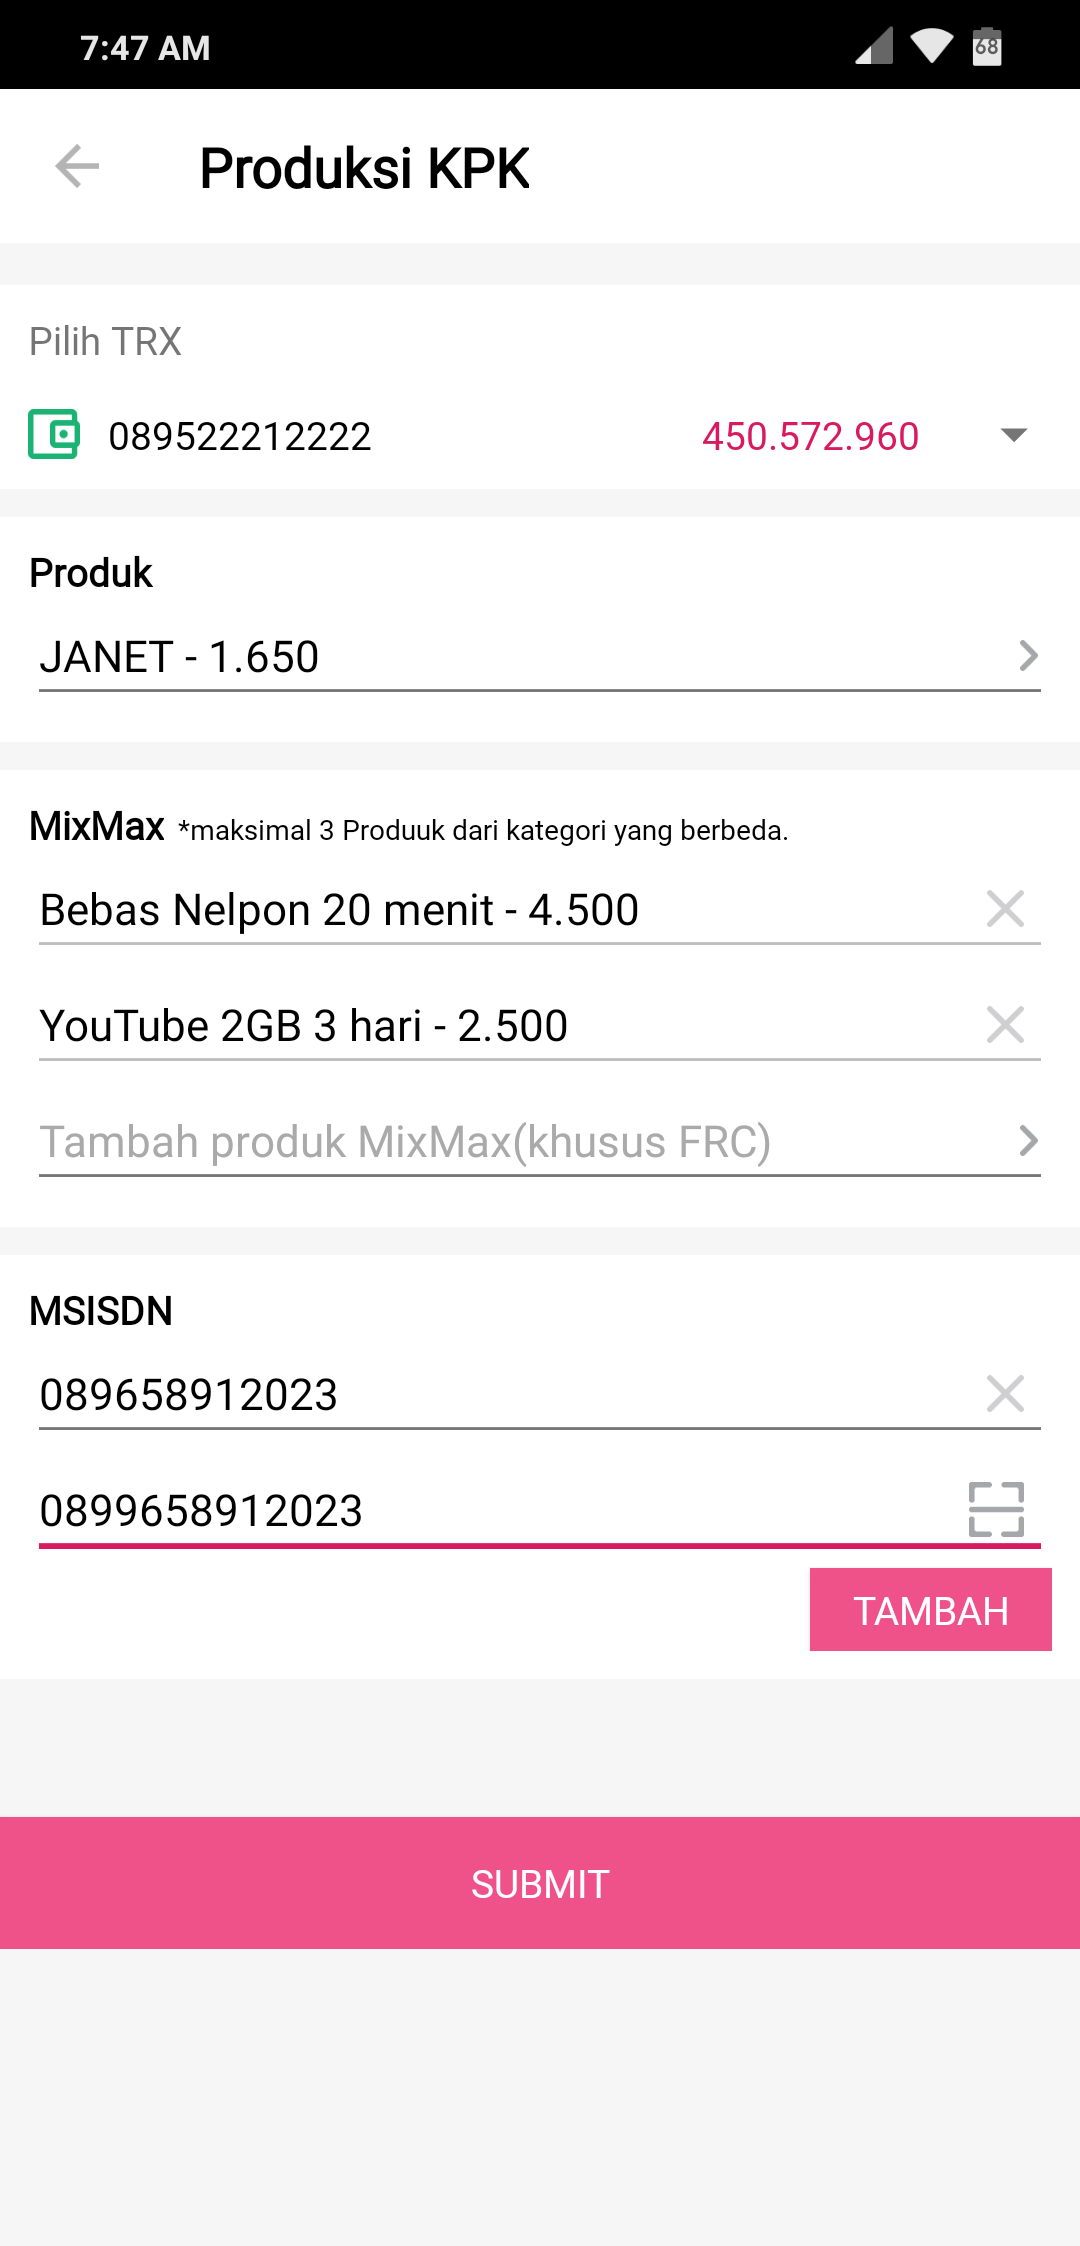 7:47 AM
68
Produksi KPK
Pilih TRX
089522212222 450.572.960
Produk
JANET - 1.650
MixMax *maksimal 3 Produuk dari kategori yang berbeda.
Bebas Nelpon 20 menit - 4.500
YouTube 2GB 3 hari - 2.500
Tambah produk MixMax(khusus FRC)
MSISDN
089658912023
0899658912023
TAMBAH
SUBMIT